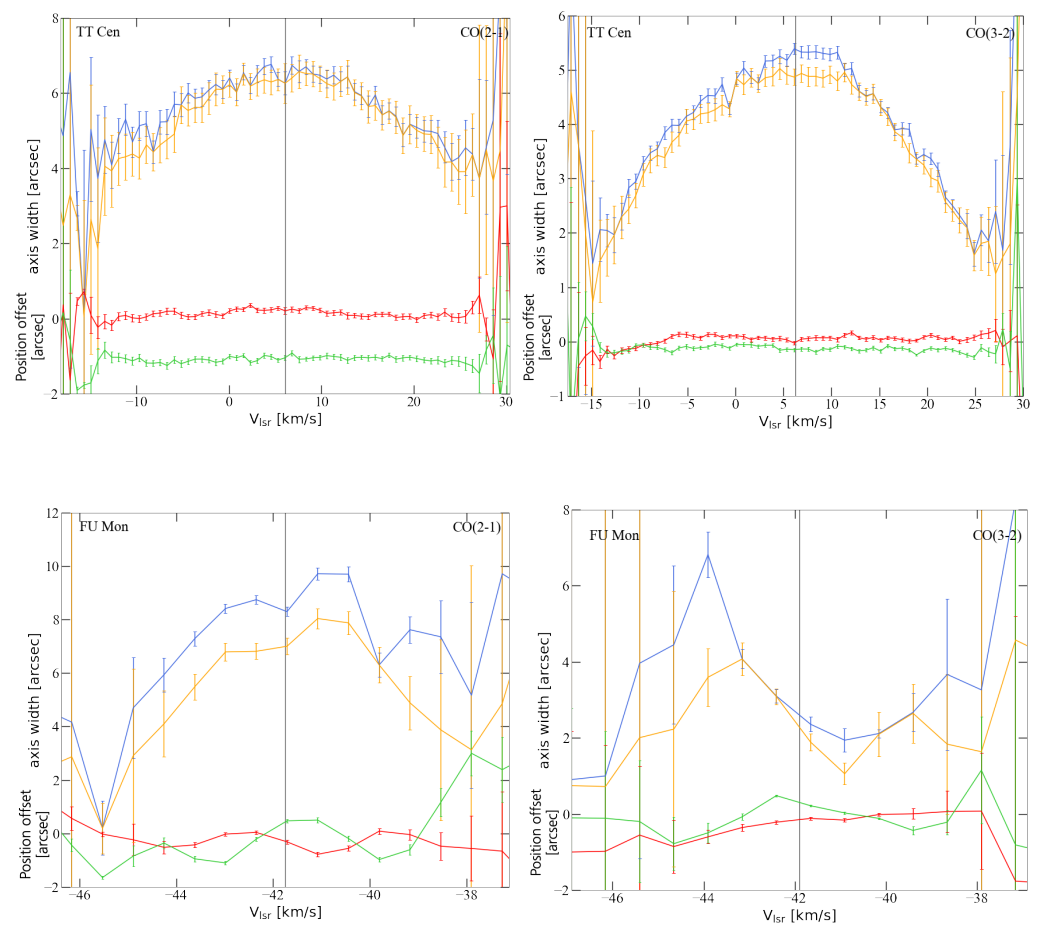 TT Cen
CO(2-1)
8
6
4
2
0
−2
axis width [arcsec]
Position offset
[arcsec]
−10
0
10
20
30
Vlsr [km/s]
TT Cen
CO(3-2)
6
5
4
3
2
1
0
−1
axis width [arcsec]
Position offset
[arcsec]
−15
−10
−5
0
5
10
15
20
25
30
Vlsr [km/s]
FU Mon
CO(2-1)
12
10
8
6
4
2
0
−2
axis width [arcsec]
Position offset
[arcsec]
−46
−44
−42
−40
−38
Vlsr [km/s]
FU Mon
CO(3-2)
8
6
4
2
0
−2
axis width [arcsec]
Position offset
[arcsec]
−46
−44
−42
−40
−38
Vlsr [km/s]